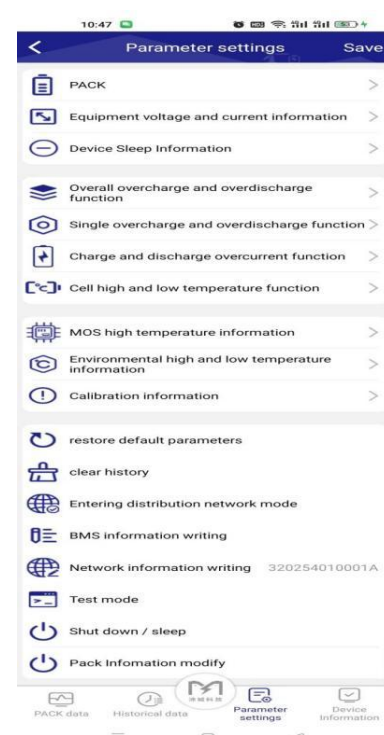 10:47
Parameter settings
Save
PACK
Equipment voltage and current information
Device Sleep Information
Overall overcharge and overdischarge
function
Single overcharge and overdischarge function
Charge and discharge overcurrent function
Cell high and low temperature function
MOS high temperature information
Environmental high and low temperature
information
Calibration information
restore default parameters
clear history
Entering distribution network mode
BMS information writing
Network information writing 320254010001A
Test mode
Shut down / sleep
Pack Infomation modify
PACK data
Historical data
Parameter
settings
Device
Information